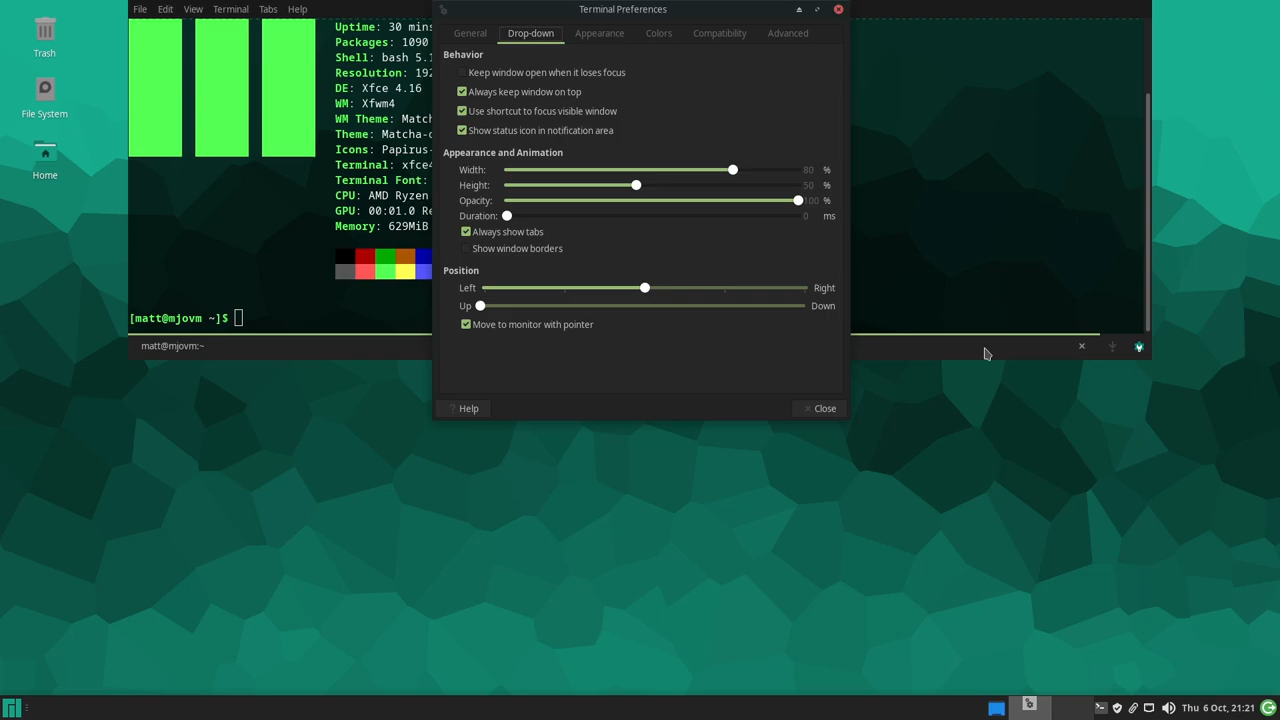 Trash
File System
Home
File Edit View Terminal Tabs Help
Uptime: 30 mins
Packages: 1090
Shell: bash 5.1
Resolution: 192
DE: Xfce 4.16
WM: Xfwm4
WM Theme: Match
Theme: Matcha-
Icons: Papirus-
Terminal: xfce4
Terminal Font:
CPU: AMD Ryzen
GPU: 00:01.0 Re
Memory: 629MiB
[matt@mjovm ~]$
matt@mjovm:~
Terminal Preferences
General Drop-down Appearance Colors Compatibility Advanced
Behavior
Keep window open when it loses focus
Always keep window on top
Use shortcut to focus visible window
Show status icon in notification area
Appearance and Animation
Width: 80 %
Height: 50 %
Opacity: 100 %
Duration: 0 ms
Always show tabs
Show window borders
Position
Left Right
Up Down
Move to monitor with pointer
Help Close
Thu 6 Oct, 21:21